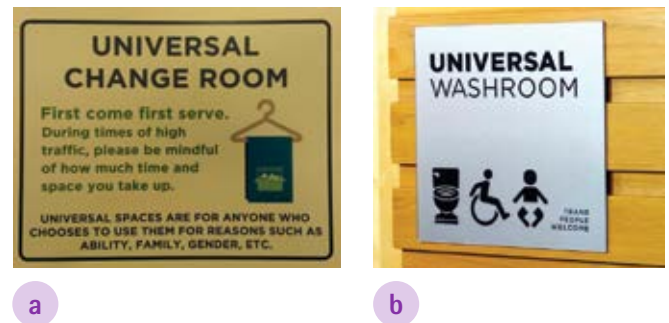 UNIVERSAL
CHANGE ROOM
First come first serve.
During times of high
traffic, please be mindful
of how much time and
space you take up.
UNIVERSAL SPACES ARE FOR ANYONE WHO
CHOOSES TO USE THEM FOR REASONS SUCH AS
ABILITY, FAMILY, GENDER, ETC.
UNIVERSAL
WASHROOM
TRANS
PEOPLE
WELCOME
a
b